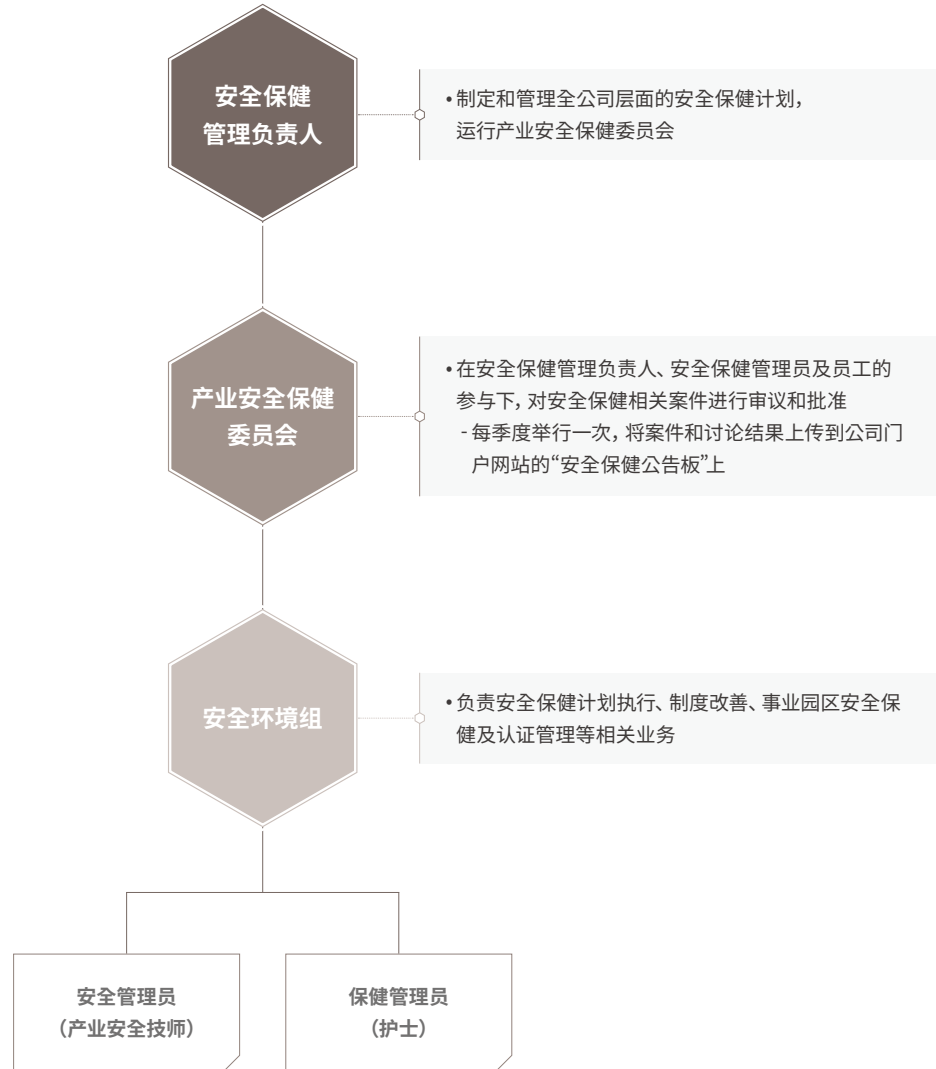 安全保健
管理负责人
• 制定和管理全公司层面的安全保健计划，
运行产业安全保健委员会
产业安全保健
委员会
• 在安全保健管理负责人、安全保健管理员及员工的
参与下，对安全保健相关案件进行审议和批准
- 每季度举行一次，将案件和讨论结果上传到公司门
户网站的“安全保健公告板”上
安全环境组
• 负责安全保健计划执行、制度改善、事业园区安全保
健及认证管理等相关业务
安全管理员
（产业安全技师）
保健管理员
（护士）